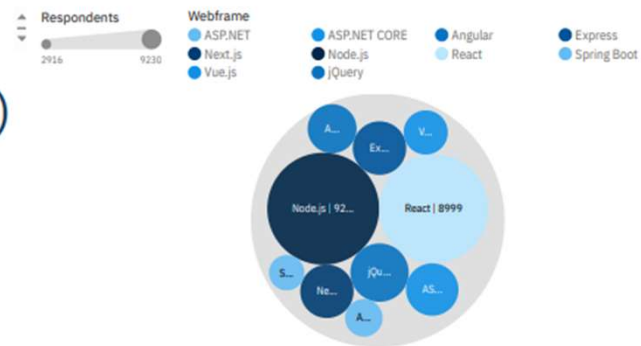 Respondents
2916 9230
Webframe
ASP.NET ASP.NET CORE Angular Express
Next.js Node.js React Spring Boot
Vue.js jQuery
A...
Ex...
V...
Node.js | 92...
React | 8999
S...
Ne...
jQu...
AS...
A...